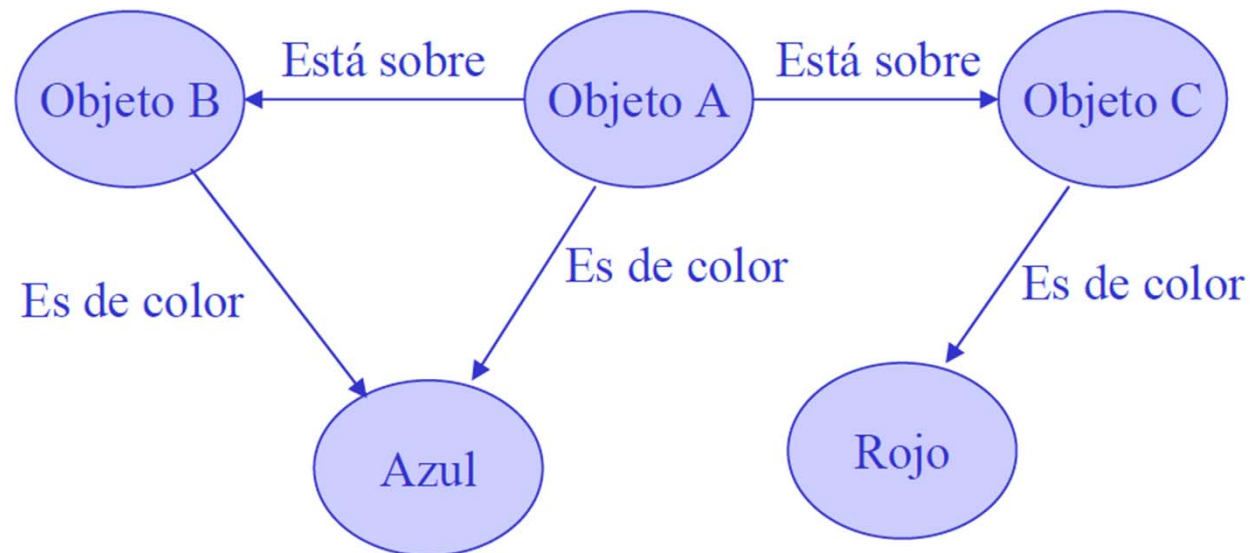 Está sobre
Está sobre
Objeto B
Objeto A
Objeto C
Es de color
Es de color
Es de color
Azul
Rojo